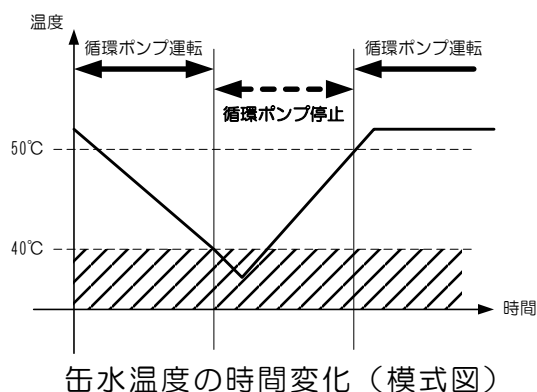 温度
循環ポンプ運転
循環ポンプ運転
循環ポンプ停止
50℃
40℃
時間
缶水温度の時間変化（模式図）